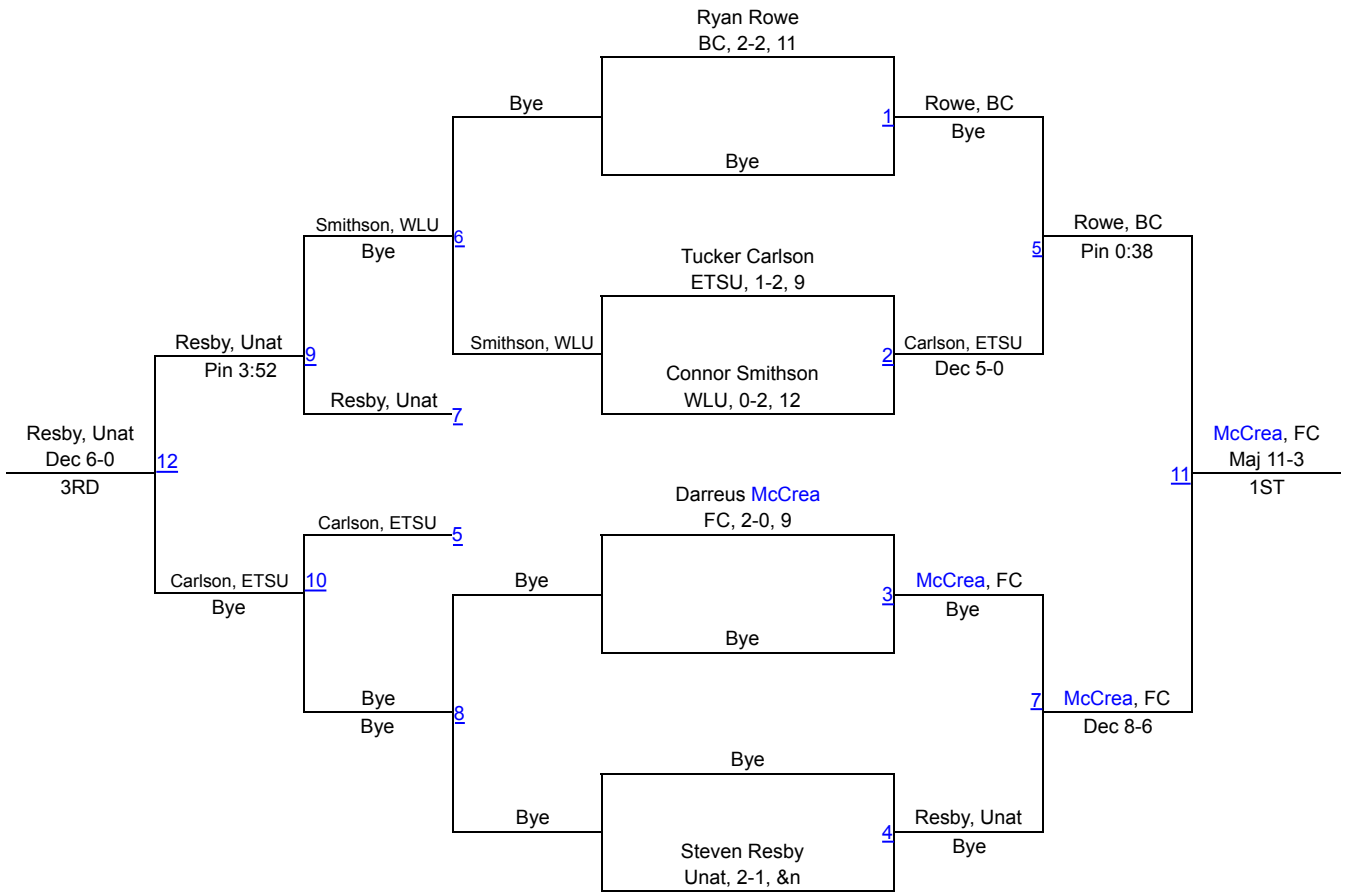 Ryan Rowe
BC, 2-2, 11
Bye
1
Rowe, BC
Bye
Bye
Smithson, WLU
6
Bye
Tucker Carlson
ETSU, 1-2, 9
5
Rowe, BC
Pin 0:38
Resby, Unat
9
Pin 3:52
Smithson, WLU
2
Carlson, ETSU
Dec 5-0
Connor Smithson
WLU, 0-2, 12
Resby, Unat
7
Resby, Unat
Dec 6-0
12
3RD
McCrea, FC
Maj 11-3
11
1ST
Darreus McCrea
FC, 2-0, 9
Carlson, ETSU
5
Carlson, ETSU
10
Bye
Bye
3
McCrea, FC
Bye
Bye
Bye
8
Bye
7
McCrea, FC
Dec 8-6
Bye
Bye
4
Resby, Unat
Bye
Steven Resby
Unat, 2-1, &n